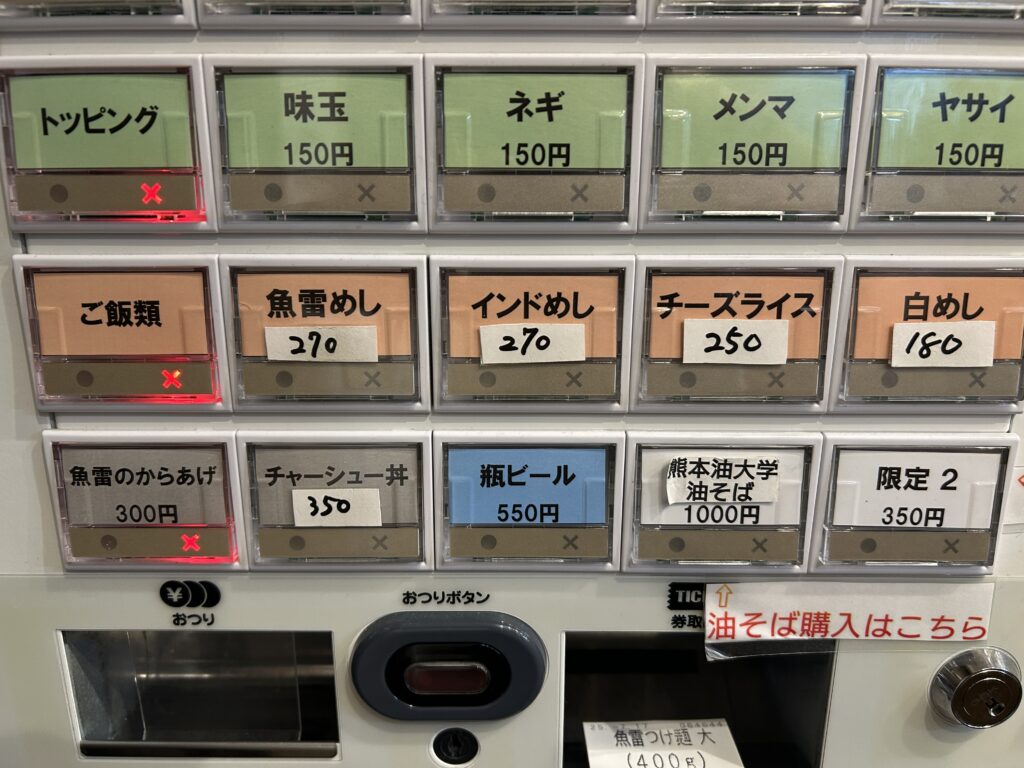 トッピング
味玉
150円
ネギ
150円
メンマ
150円
ヤサイ
150円
ご飯類
魚雷めし
270
インドめし
270
チーズライス
250
白めし
180
魚雷のからあげ
300円
チャーシュー丼
350
瓶ビール
550円
熊本油大学
油そば
1000円
限定 2
350円
¥
おつり
おつりボタン
TIC
券取
油そば購入はこちら
魚雷つけ麺 大
(400g)